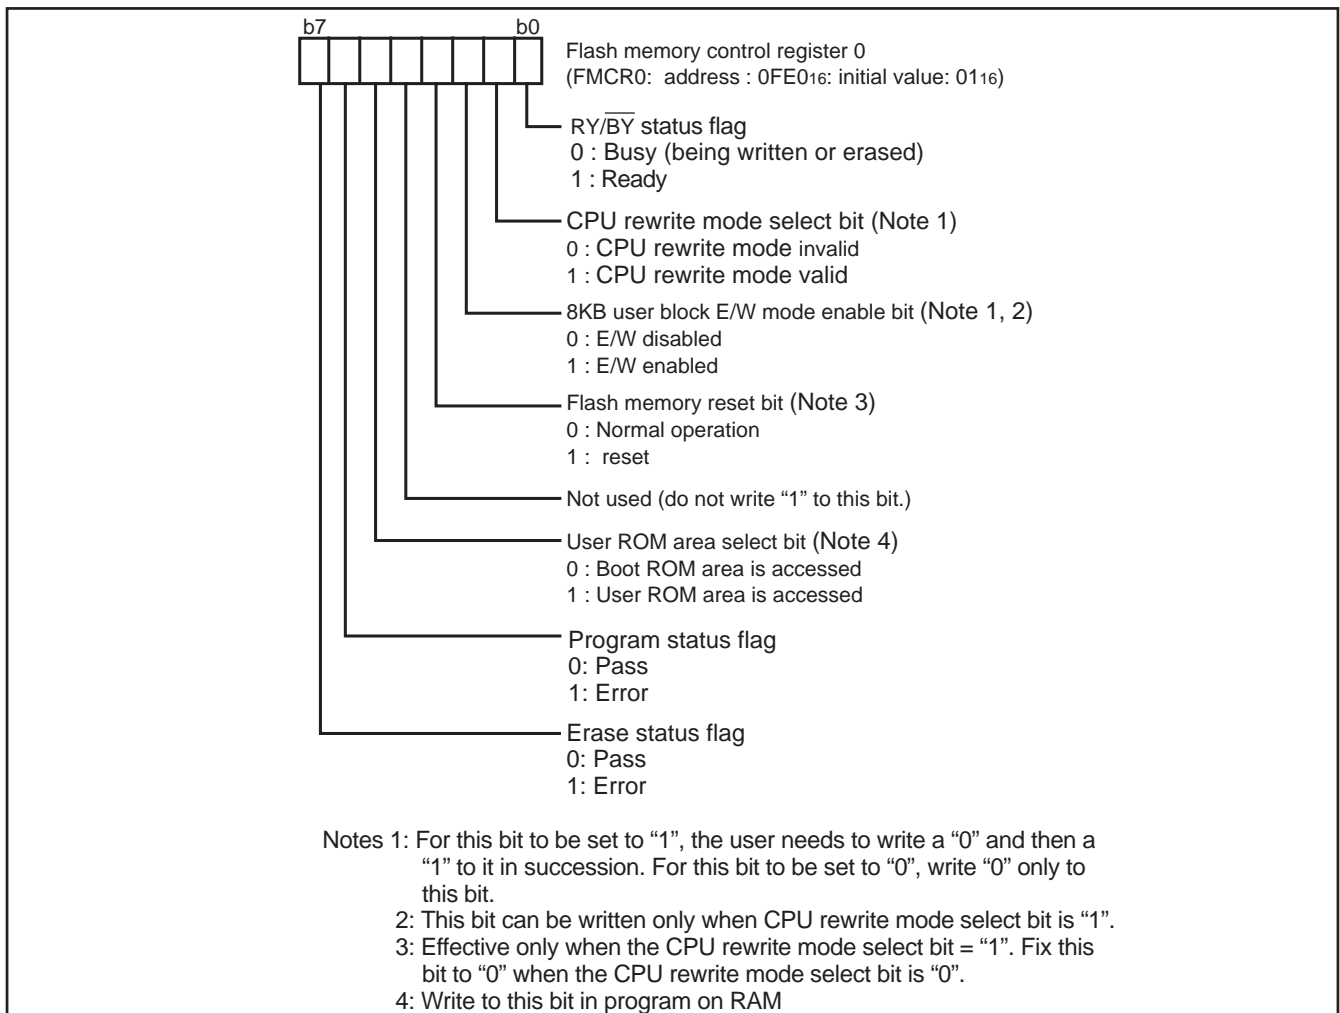 b7 b0
Flash memory control register 0
(FMCR0: address : 0FE016: initial value: 0116)
RY/BY status flag
0 : Busy (being written or erased)
1 : Ready
CPU rewrite mode select bit (Note 1)
0 : CPU rewrite mode invalid
1 : CPU rewrite mode valid
8KB user block E/W mode enable bit (Note 1, 2)
0 : E/W disabled
1 : E/W enabled
Flash memory reset bit (Note 3)
0 : Normal operation
1 : reset
Not used (do not write “1” to this bit.)
User ROM area select bit (Note 4)
0 : Boot ROM area is accessed
1 : User ROM area is accessed
Program status flag
0: Pass
1: Error
Erase status flag
0: Pass
1: Error
Notes 1: For this bit to be set to “1”, the user needs to write a “0” and then a
“1” to it in succession. For this bit to be set to “0”, write “0” only to
this bit.
2: This bit can be written only when CPU rewrite mode select bit is “1”.
3: Effective only when the CPU rewrite mode select bit = “1”. Fix this
bit to “0” when the CPU rewrite mode select bit is “0”.
4: Write to this bit in program on RAM